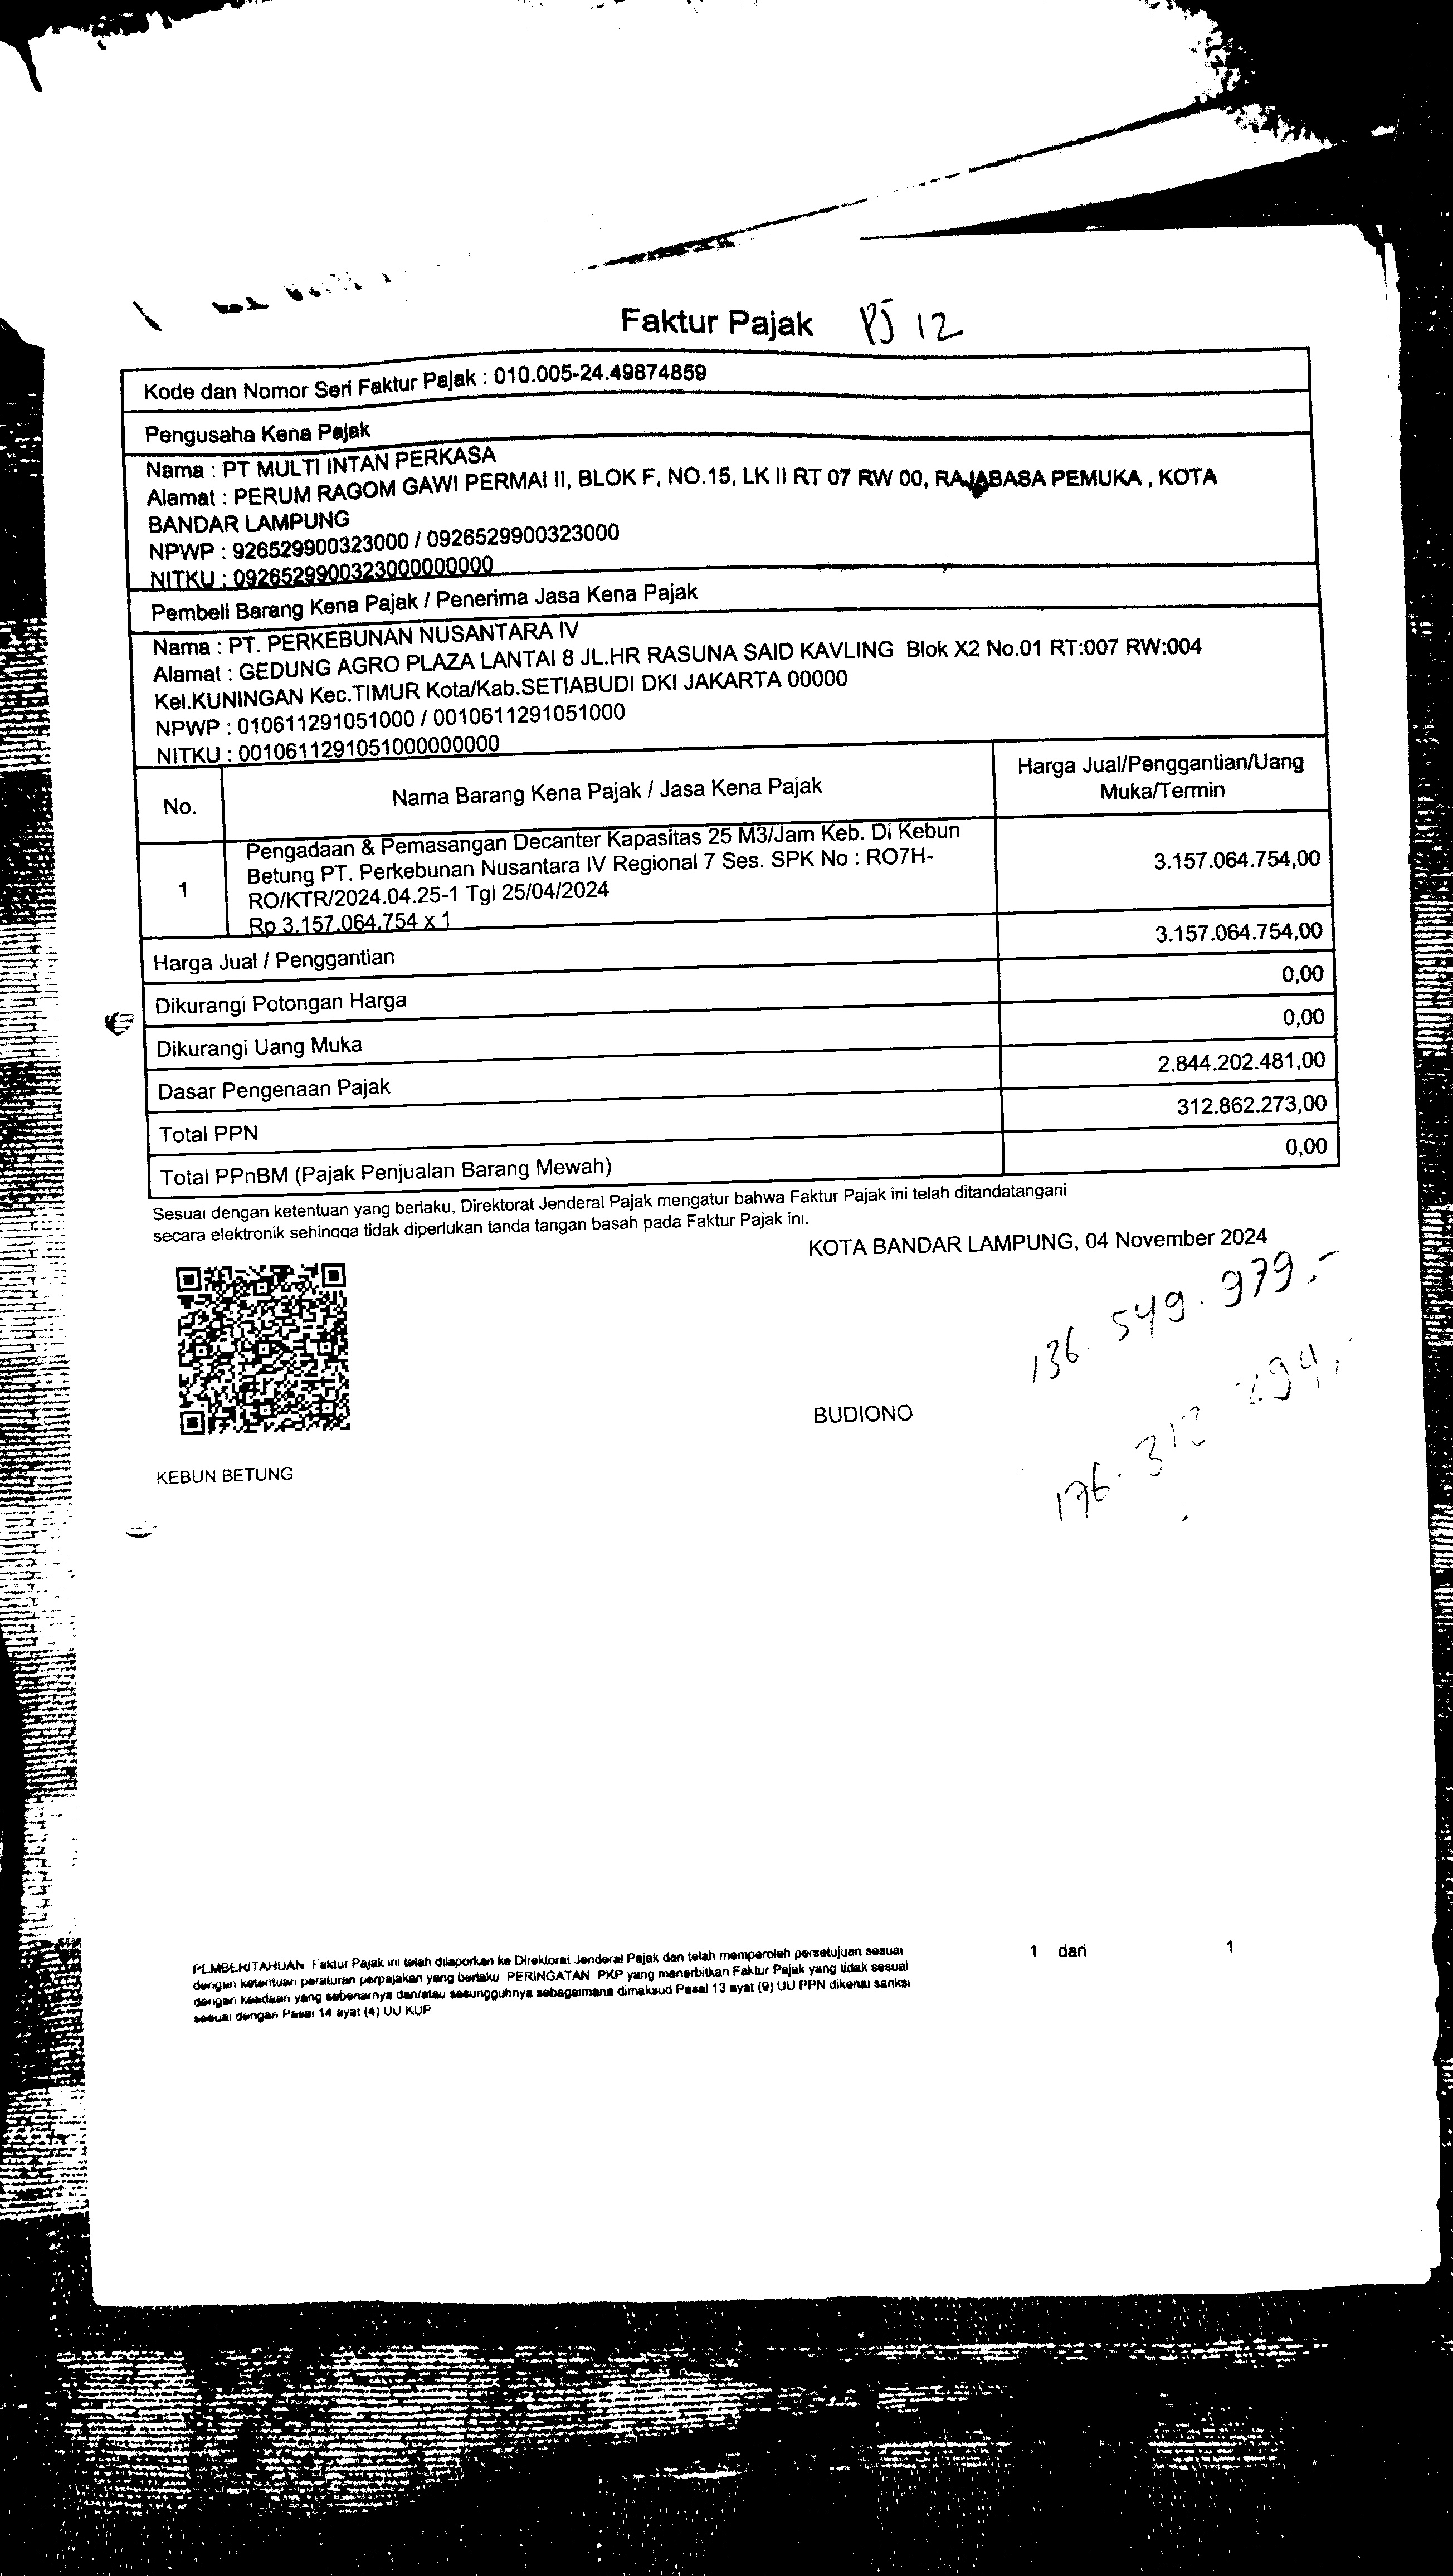 Faktur Pajak PJ 12
Kode dan Nomor Seri Faktur Pajak : 010.005-24.49874859
Pengusaha Kena Pajak
Nama : PT MULTI INTAN PERKASA
Alamat : PERUM RAGOM GAWI PERMAI II, BLOK F, NO.15, LK II RT 07 RW 00, RAJABASA PEMUKA , KOTA
BANDAR LAMPUNG
NPWP : 926529900323000 / 0926529900323000
NITKU : 0926529900323000000000
Pembeli Barang Kena Pajak / Penerima Jasa Kena Pajak
Nama : PT. PERKEBUNAN NUSANTARA IV
Alamat : GEDUNG AGRO PLAZA LANTAI 8 JL.HR RASUNA SAID KAVLING Blok X2 No.01 RT:007 RW:004
Kel.KUNINGAN Kec.TIMUR Kota/Kab.SETIABUDI DKI JAKARTA 00000
NPWP : 010611291051000 / 0010611291051000
NITKU : 0010611291051000000000
No.
Nama Barang Kena Pajak / Jasa Kena Pajak
Harga Jual/Penggantian/Uang
Muka/Termin
1
Pengadaan & Pemasangan Decanter Kapasitas 25 M3/Jam Keb. Di Kebun
Betung PT. Perkebunan Nusantara IV Regional 7 Ses. SPK No : RO7H-
RO/KTR/2024.04.25-1 Tgl 25/04/2024
Rp 3.157.064.754 x 1
3.157.064.754,00
Harga Jual / Penggantian 3.157.064.754,00
Dikurangi Potongan Harga 0,00
Dikurangi Uang Muka 0,00
Dasar Pengenaan Pajak 2.844.202.481,00
Total PPN 312.862.273,00
Total PPnBM (Pajak Penjualan Barang Mewah) 0,00
Sesuai dengan ketentuan yang berlaku, Direktorat Jenderal Pajak mengatur bahwa Faktur Pajak ini telah ditandatangani
secara elektronik sehingga tidak diperlukan tanda tangan basah pada Faktur Pajak ini.
KOTA BANDAR LAMPUNG, 04 November 2024
136.549.979,-
BUDIONO
176.312.294,
KEBUN BETUNG
PEMBERITAHUAN Faktur Pajak ini telah dilaporkan ke Direktorat Jenderal Pajak dan telah memperoleh persetujuan sesuai
dengan ketentuan peraturan perpajakan yang berlaku PERINGATAN PKP yang menerbitkan Faktur Pajak yang tidak sesuai
dengan keadaan yang sebenarnya dan/atau sesungguhnya sebagaimana dimaksud Pasal 13 ayat (9) UU PPN dikenai sanksi
sesuai dengan Pasal 14 ayat (4) UU KUP
1 dari 1